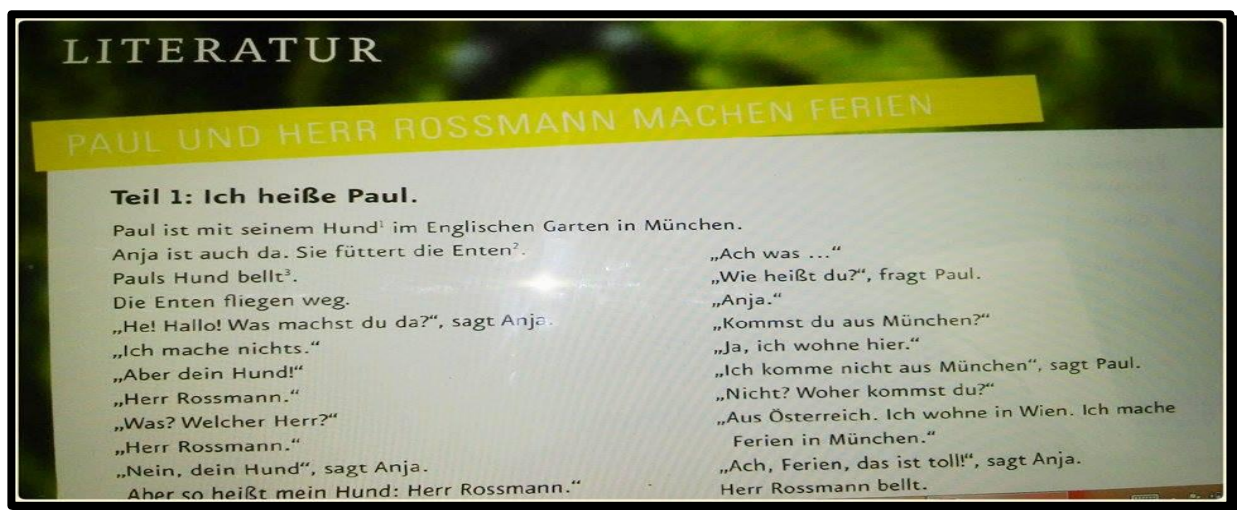 LITERATUR
PAUL UND HERR ROSSMANN MACHEN FERIEN
Teil 1: Ich heiße Paul.
Paul ist mit seinem Hund¹ im Englischen Garten in München.
Anja ist auch da. Sie füttert die Enten².
Pauls Hund bellt³.
Die Enten fliegen weg.
„He! Hallo! Was machst du da?“, sagt Anja.
„Ich mache nichts.“
„Aber dein Hund!“
„Herr Rossmann.“
„Was? Welcher Herr?“
„Herr Rossmann.“
„Nein, dein Hund“, sagt Anja.
Aber so heißt mein Hund: Herr Rossmann.“
„Ach was ...“
„Wie heißt du?“, fragt Paul.
„Anja.“
„Kommst du aus München?“
„Ja, ich wohne hier.“
„Ich komme nicht aus München“, sagt Paul.
„Nicht? Woher kommst du?“
„Aus Österreich. Ich wohne in Wien. Ich mache
Ferien in München.“
„Ach, Ferien, das ist toll!“, sagt Anja.
Herr Rossmann bellt.